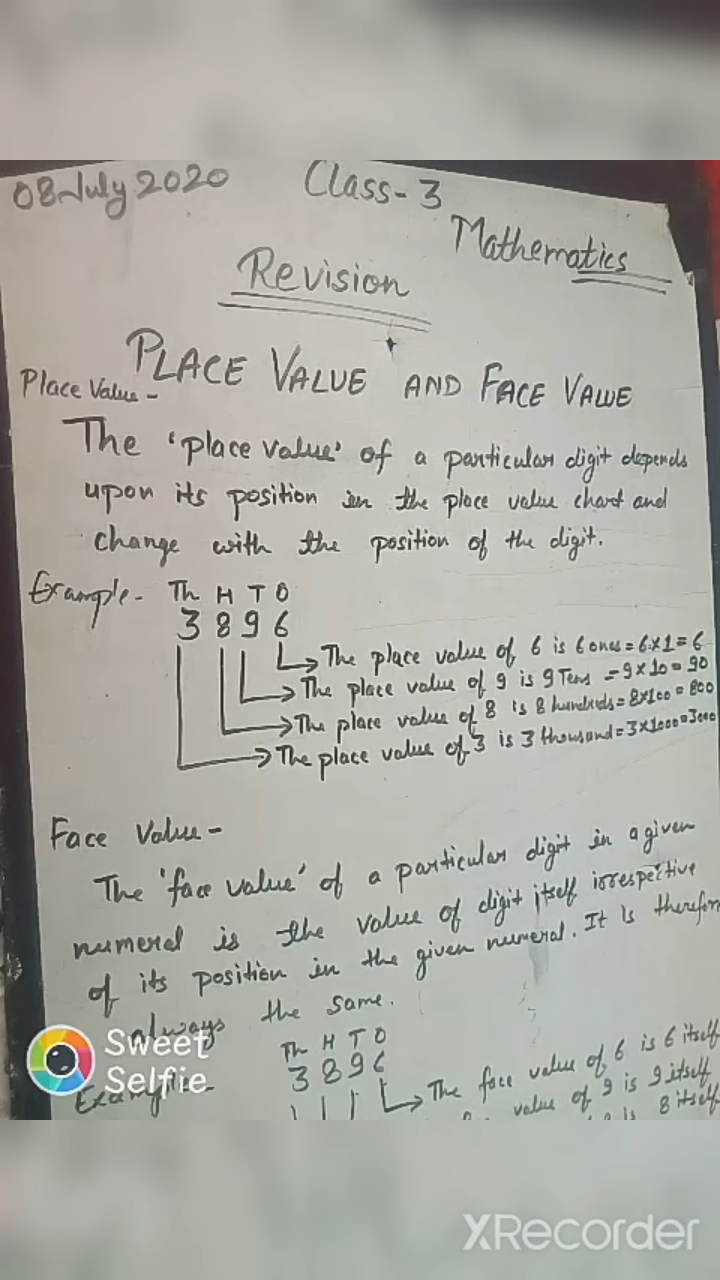 08 July 2020 Class-3
Mathematics
Revision
PLACE VALUE AND FACE VALUE
Place Value -
The 'place value' of a particular digit depends
upon its position in the place value chart and
change with the position of the digit.
Example- Th H T O
3 8 9 6
The place value of 6 is 6 ones = 6×1 = 6
The place value of 9 is 9 Tens = 9×10 = 90
The place value of 8 is 8 hundreds = 8×100 = 800
The place value of 3 is 3 thousand = 3×1000 = 3000
Face Value -
The 'face value' of a particular digit in a given
numeral is the value of digit itself irrespective
of its position in the given numeral. It is therefor
always the same.
Th H T O
Example- 3 8 9 6
The face value of 6 is 6 itself
value of 9 is 9 itself
is 8 itself
Sweet
Selfie
XRecorder